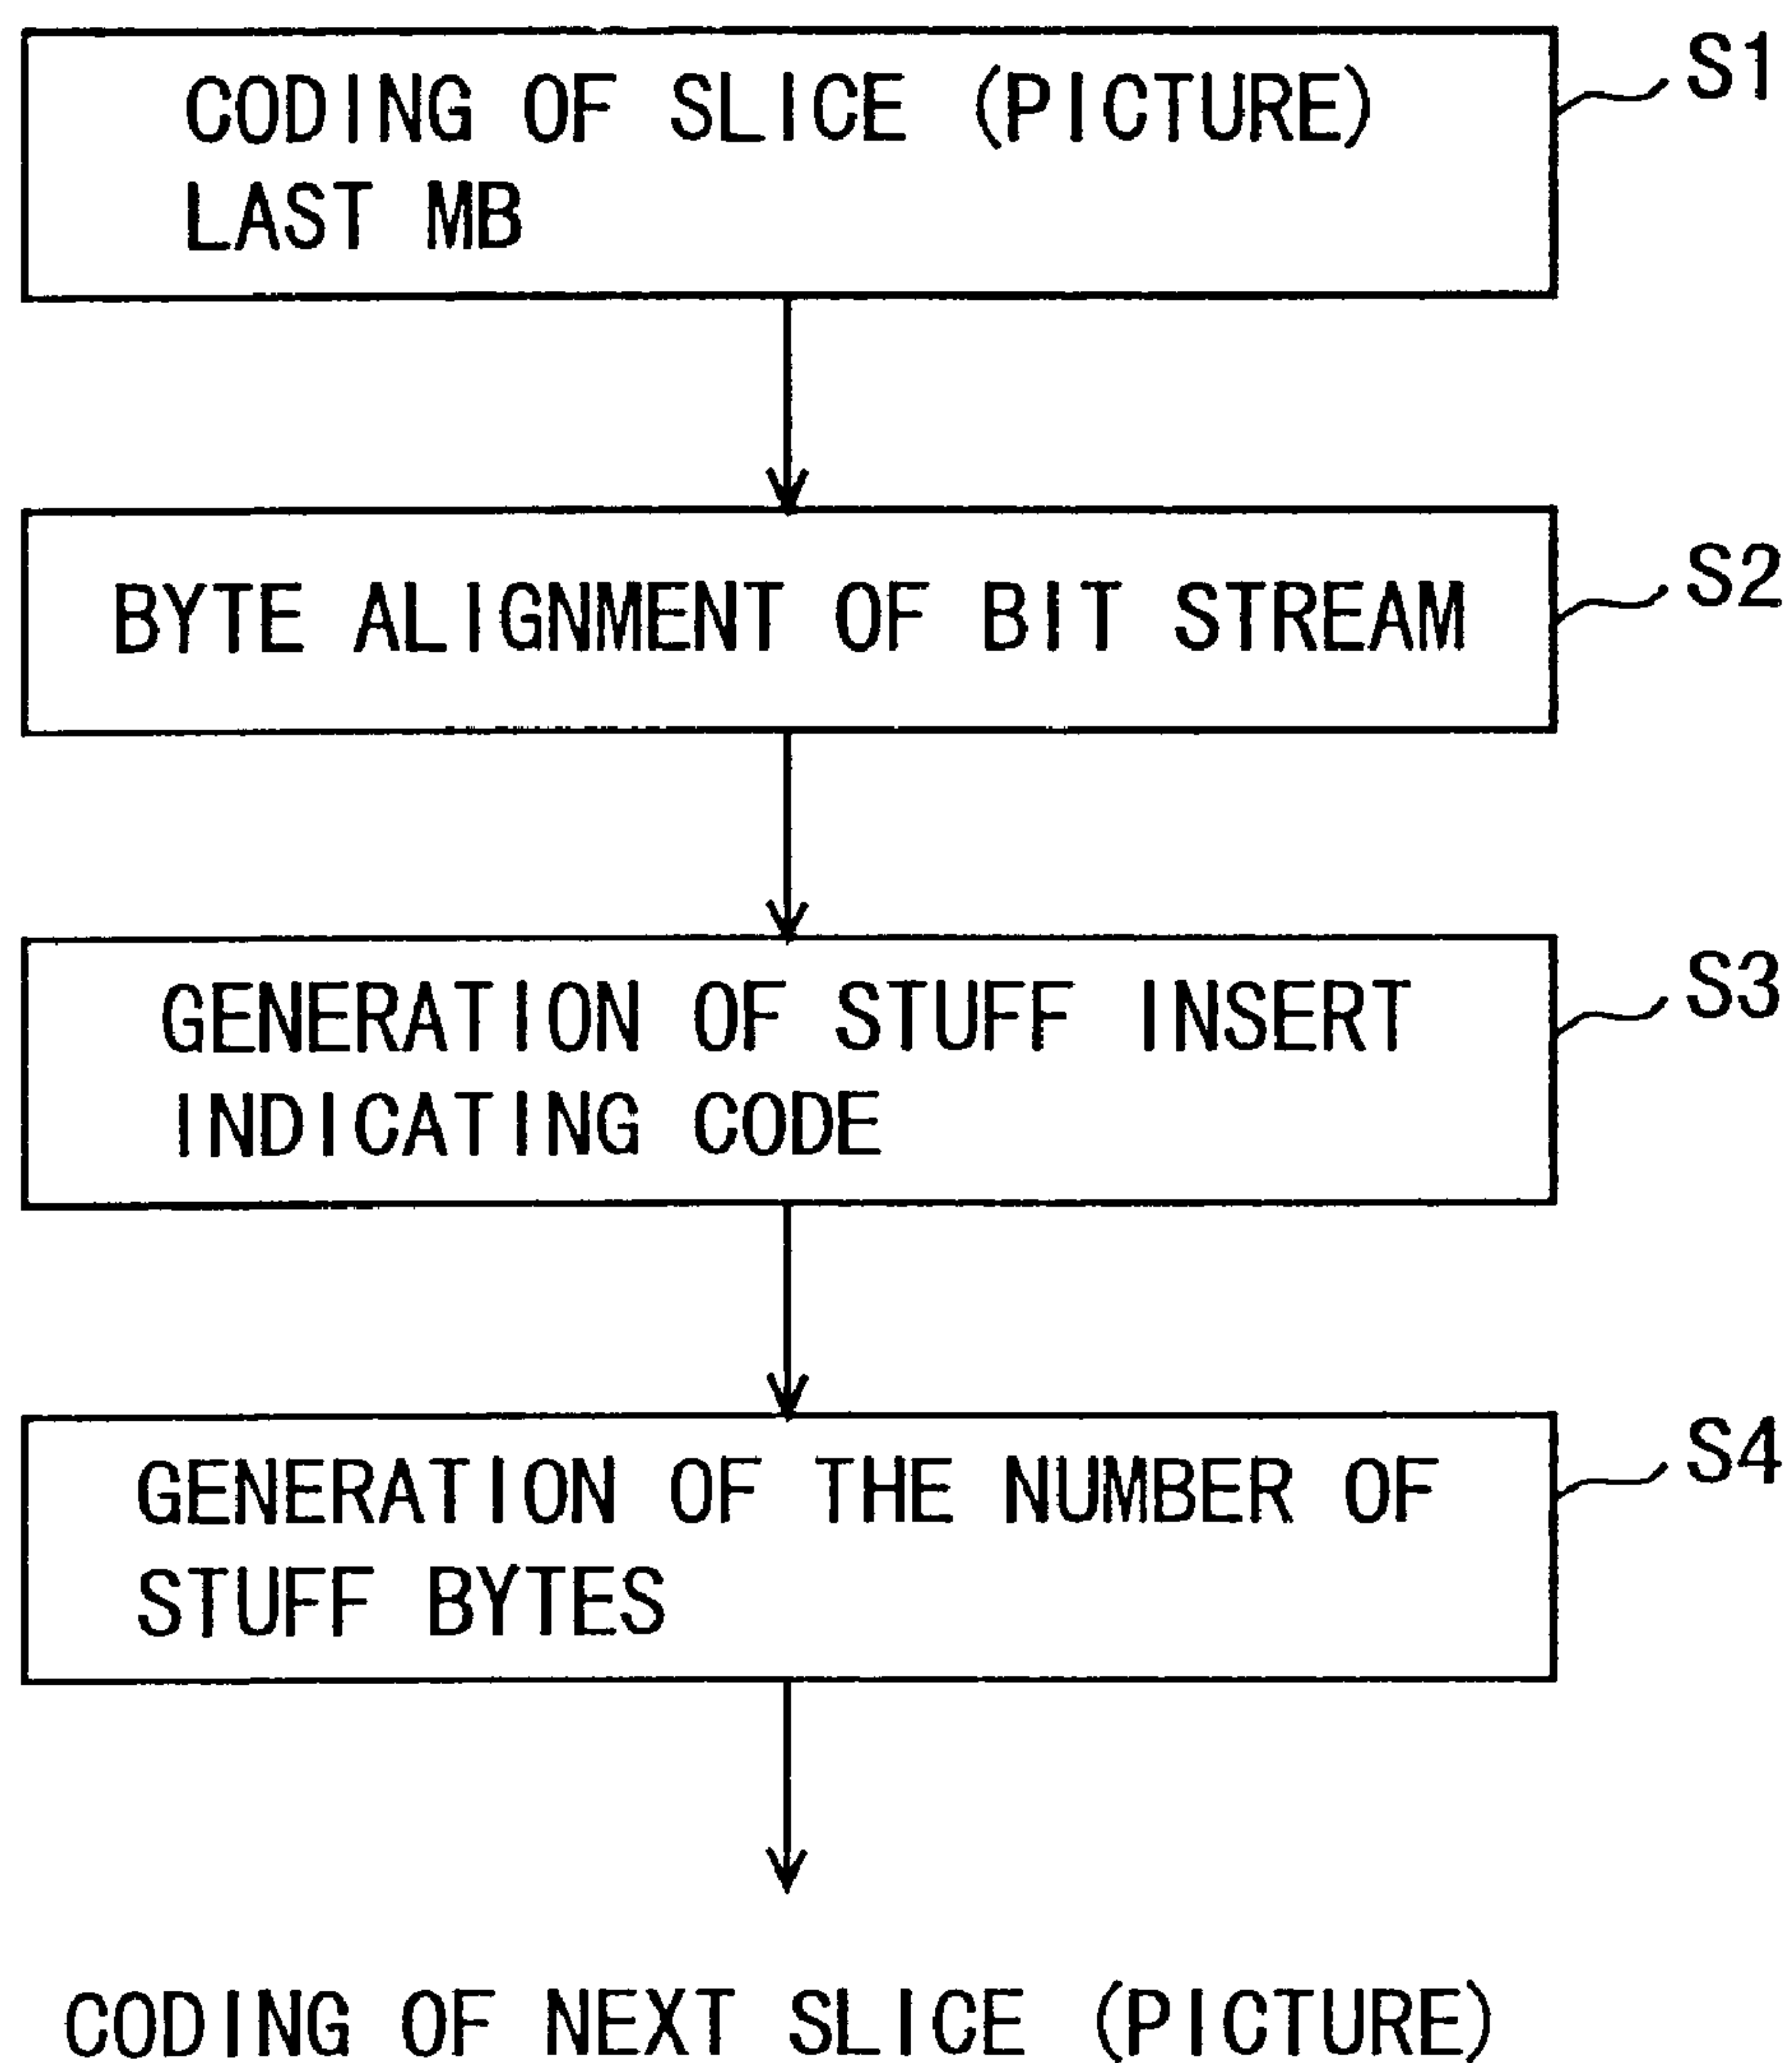 CODING OF SLICE (PICTURE)
LAST MB
S1
BYTE ALIGNMENT OF BIT STREAM
S2
GENERATION OF STUFF INSERT
INDICATING CODE
S3
GENERATION OF THE NUMBER OF
STUFF BYTES
S4
CODING OF NEXT SLICE (PICTURE)